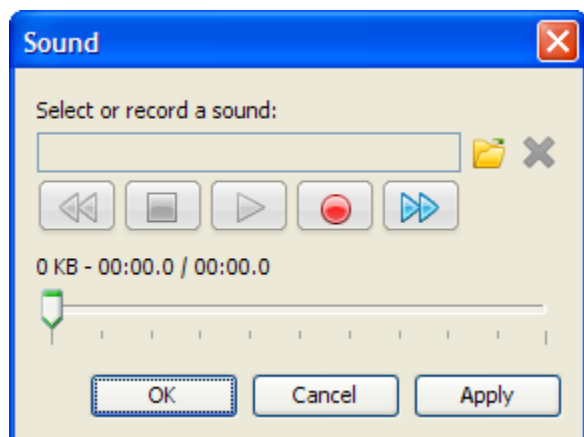 Sound
Select or record a sound:
0 KB - 00:00.0 / 00:00.0
OK Cancel Apply